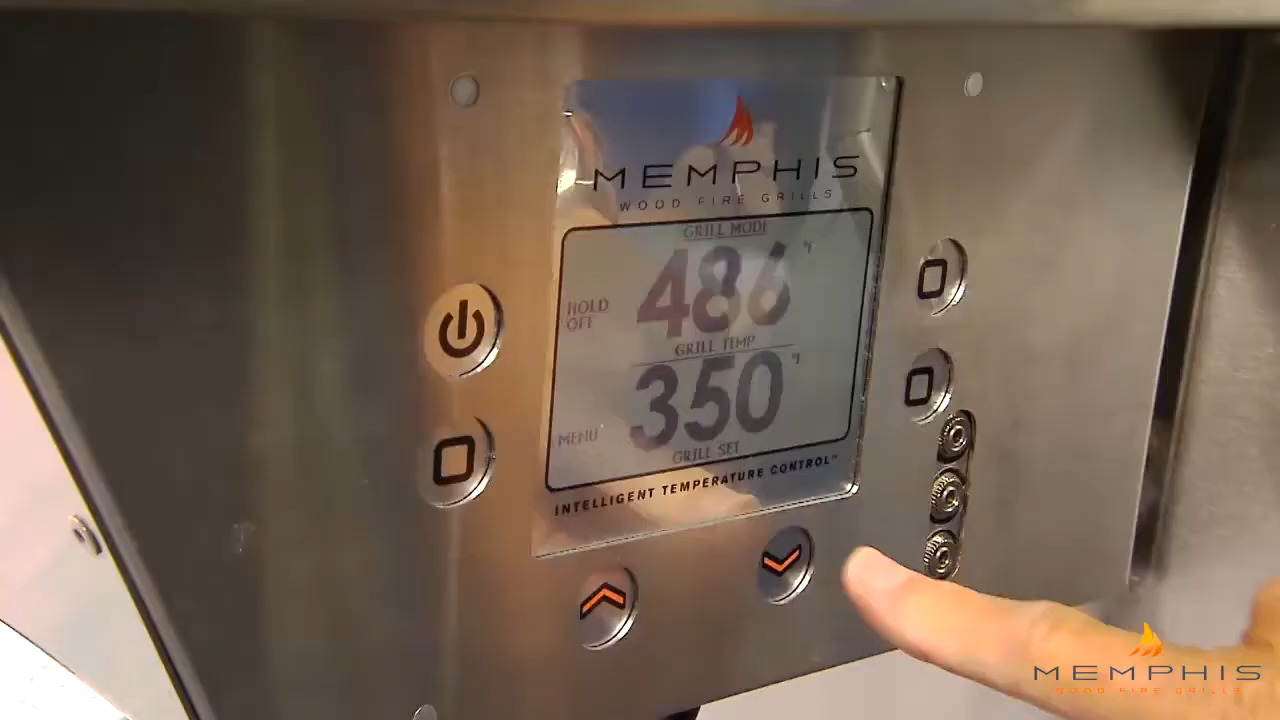 MEMPHIS
WOOD FIRE GRILLS
GRILL MODE
486 °F
HOLD
OFF
GRILL TEMP
350 °F
MENU
GRILL SET
INTELLIGENT TEMPERATURE CONTROL™
MEMPHIS
WOOD FIRE GRILLS